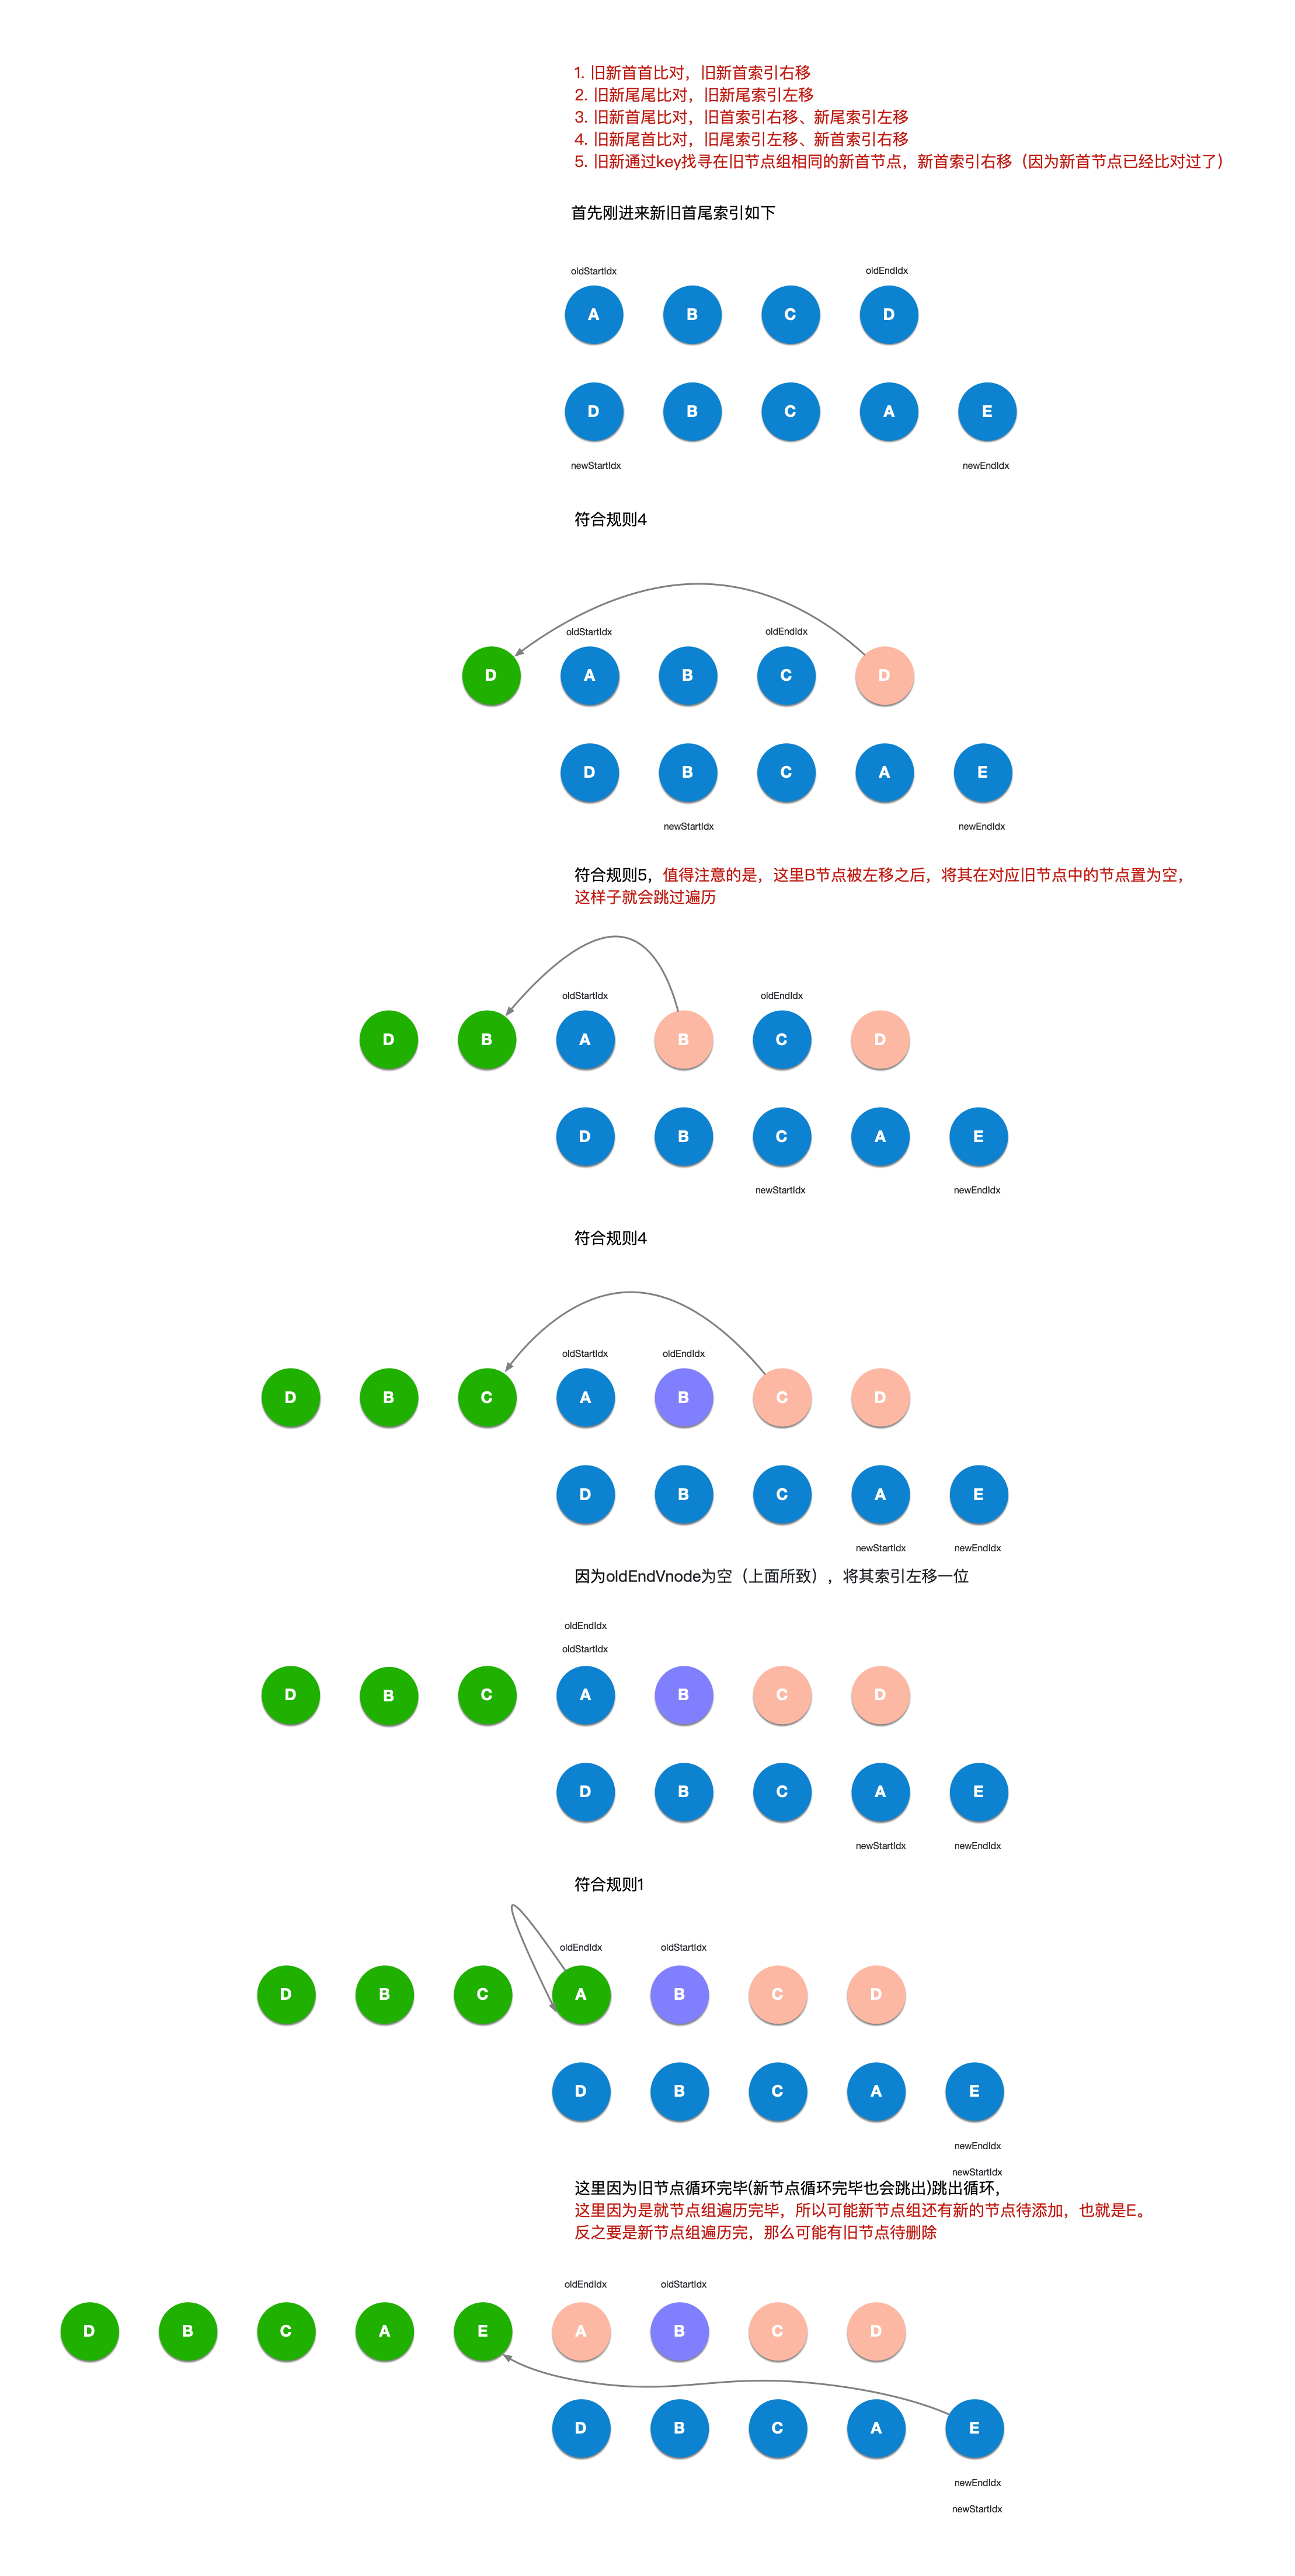 1. 旧新首首比对，旧新首索引右移
2. 旧新尾尾比对，旧新尾索引左移
3. 旧新首尾比对，旧首索引右移、新尾索引左移
4. 旧新尾首比对，旧尾索引左移、新首索引右移
5. 旧新通过key找寻在旧节点组相同的新首节点，新首索引右移（因为新首节点已经比对过了）
首先刚进来新旧首尾索引如下
oldStartIdx oldEndIdx
A B C D
D B C A E
newStartIdx newEndIdx
符合规则4
oldStartIdx oldEndIdx
D A B C D
D B C A E
newStartIdx newEndIdx
符合规则5，值得注意的是，这里B节点被左移之后，将其在对应旧节点中的节点置为空，
这样子就会跳过遍历
oldStartIdx oldEndIdx
D B A B C D
D B C A E
newStartIdx newEndIdx
符合规则4
oldStartIdx oldEndIdx
D B C A B C D
D B C A E
newStartIdx newEndIdx
因为oldEndVnode为空（上面所致），将其索引左移一位
oldEndIdx
oldStartIdx
D B C A B C D
D B C A E
newStartIdx newEndIdx
符合规则1
oldEndIdx oldStartIdx
D B C A B C D
D B C A E
newEndIdx
newStartIdx
这里因为旧节点循环完毕(新节点循环完毕也会跳出)跳出循环，
这里因为是就节点组遍历完毕，所以可能新节点组还有新的节点待添加，也就是E。
反之要是新节点组遍历完，那么可能有旧节点待删除
oldEndIdx oldStartIdx
D B C A E A B C D
D B C A E
newEndIdx
newStartIdx